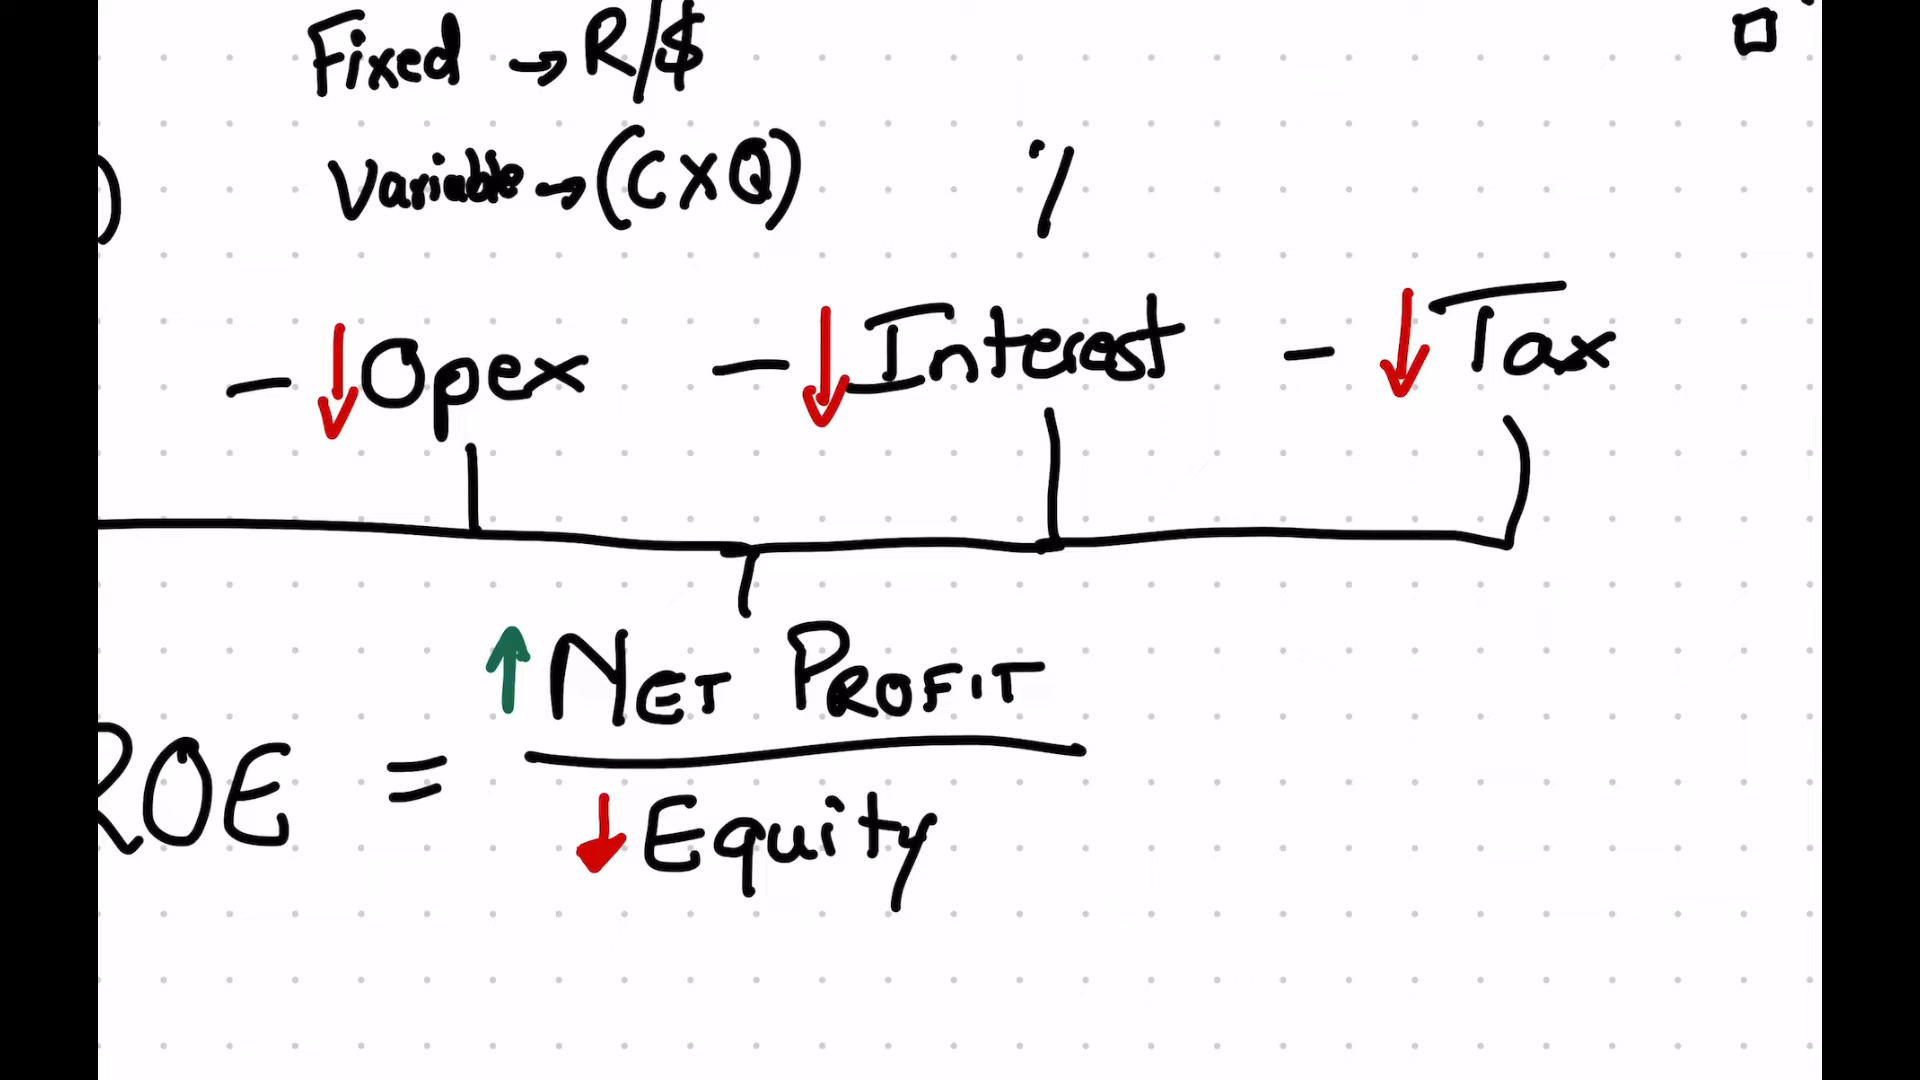 Fixed → R/$
Variable → (C X Q)
%
- ↓ Opex - ↓ Interest - ↓ Tax
↑ NET PROFIT
ROE =
↓ Equity